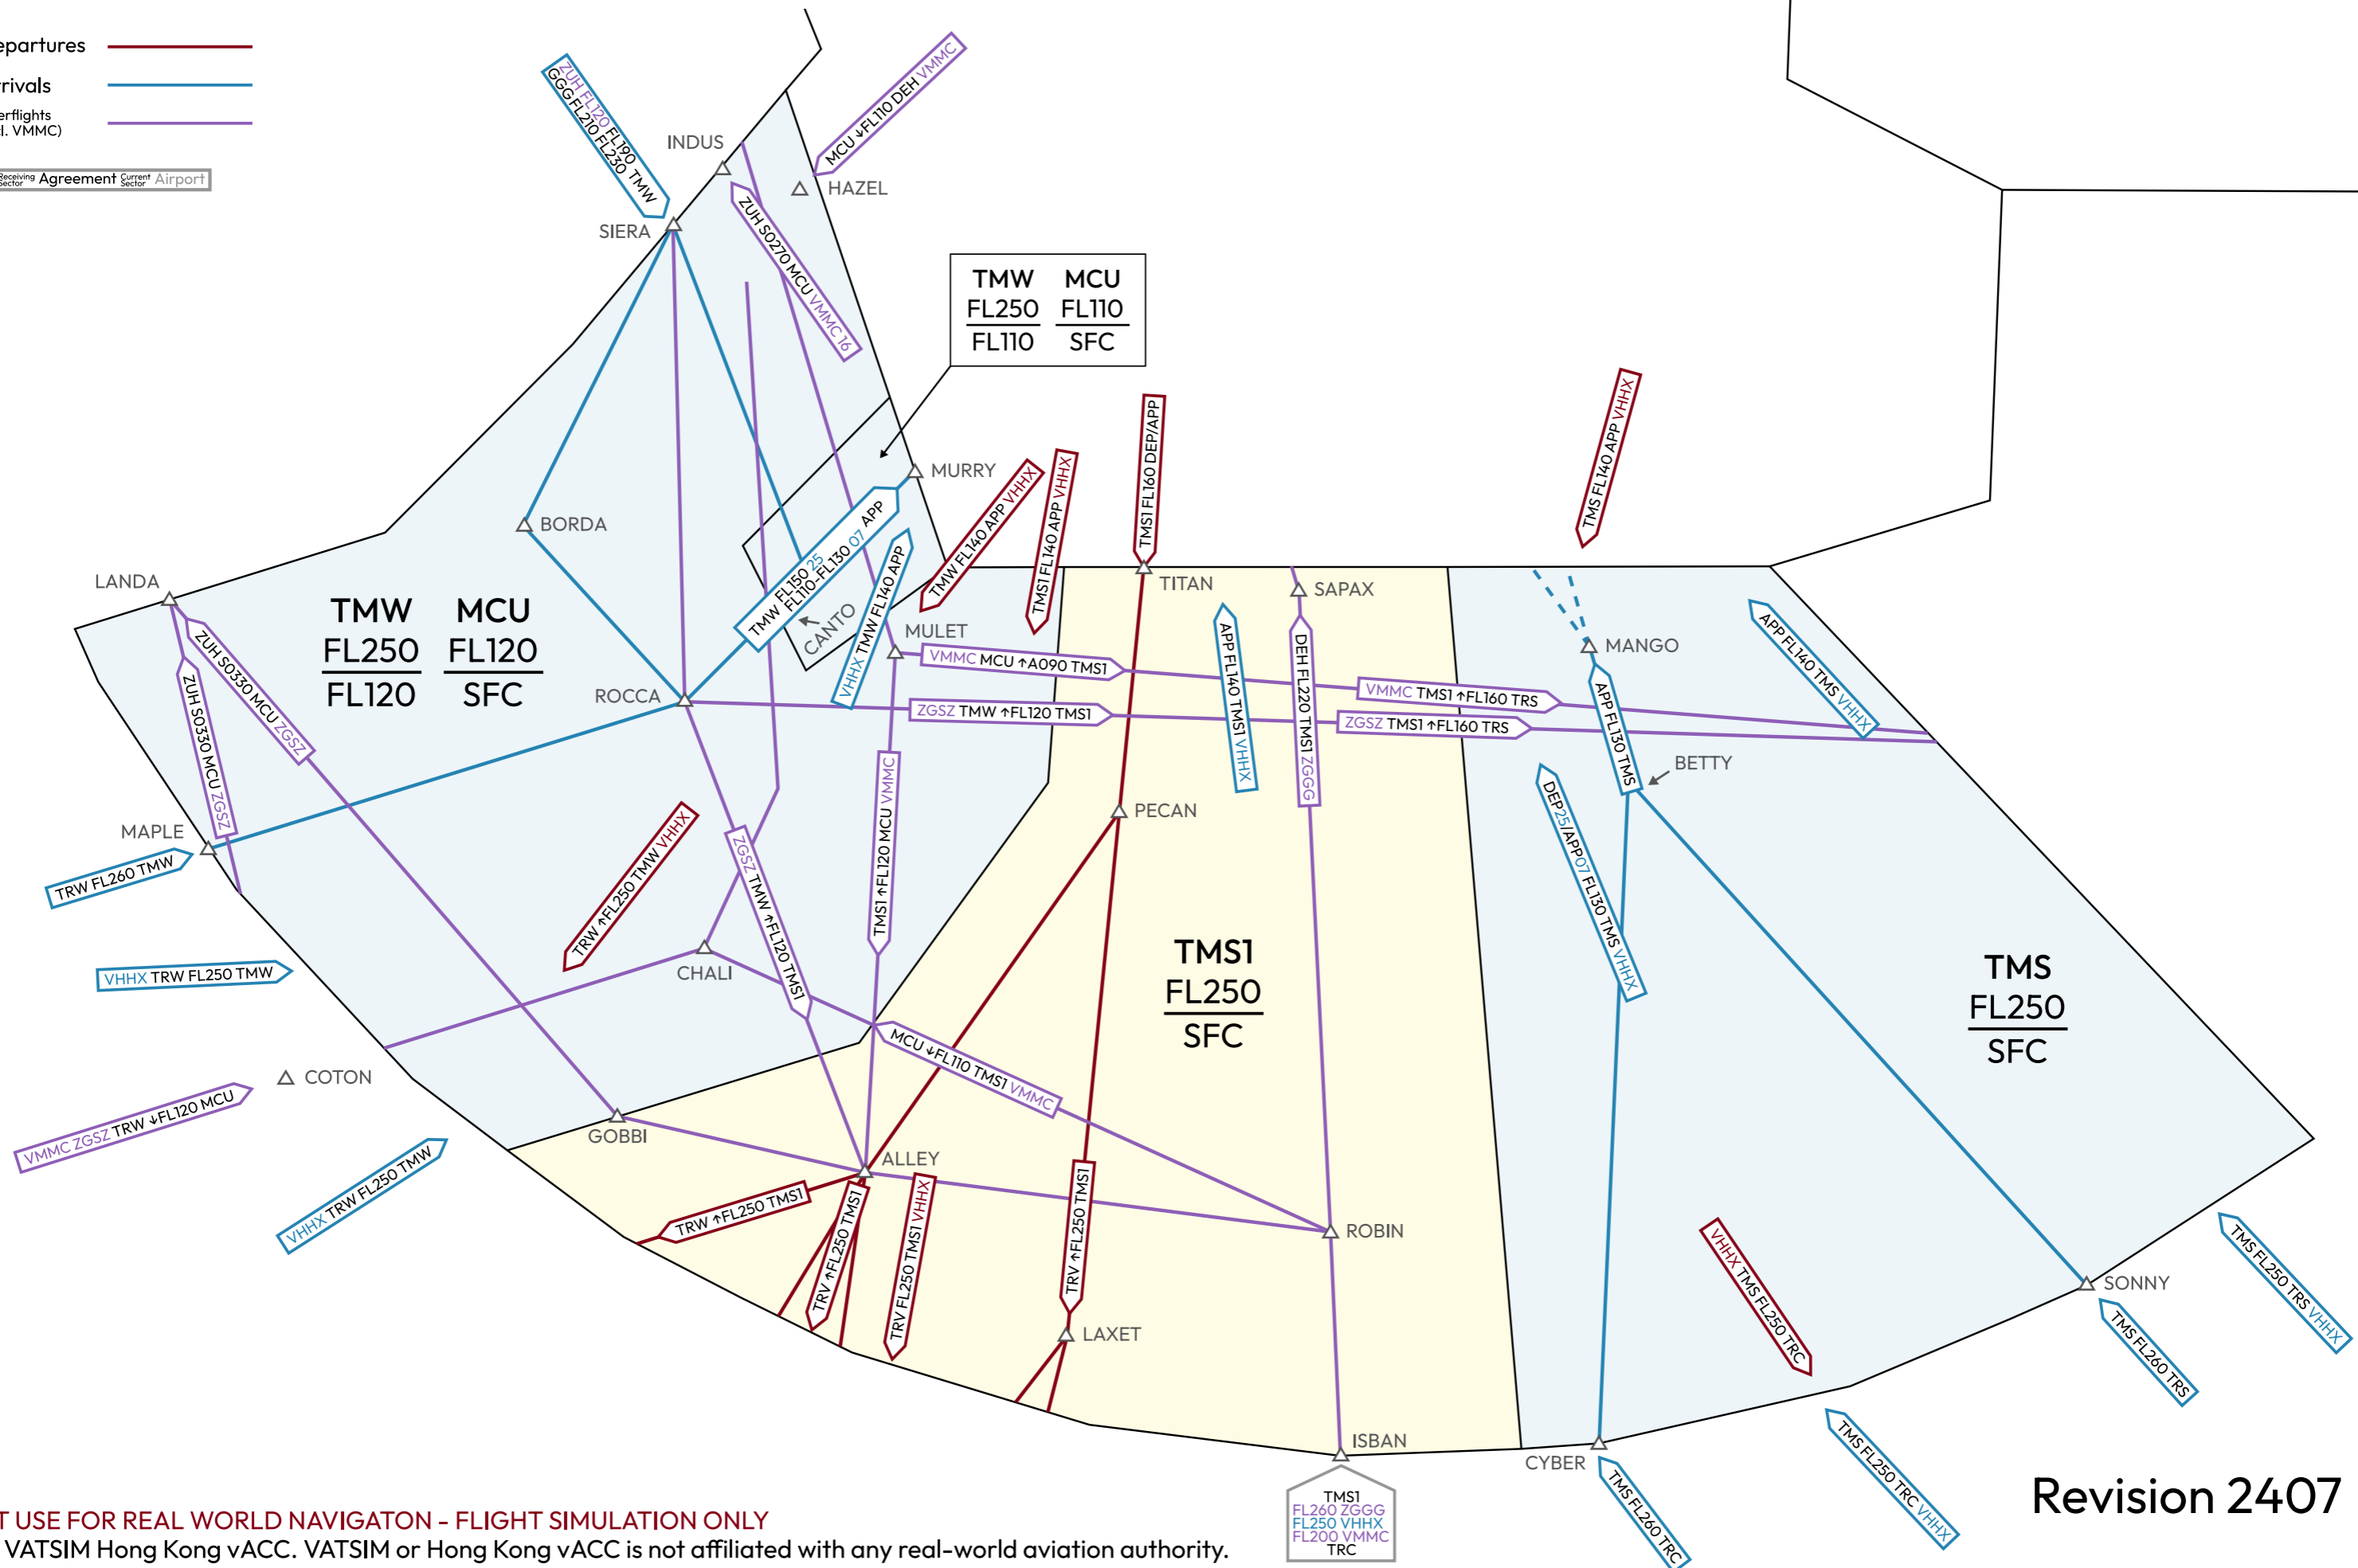 epartures
rivals
erflights
cl. VMMC)
Receiving Sector Agreement Current Sector Airport
ZUH FL120 FL190 TMW
GGG FL210 FL230
MCU ↓FL110 DEH VMMC
INDUS
HAZEL
SIERA
ZUH S0270 MCU VMMC 16
TMW MCU
FL250 FL110
FL110 SFC
TMS FL140 APP VHHX
TMS1 FL160 DEP/APP
MURRY
TMW FL140 APP VHHX
TMS1 FL140 APP VHHX
BORDA
TMW FL150 25 APP
FL110-FL130 07
LANDA
TMW MCU
FL250 FL120
FL120 SFC
TITAN
SAPAX
CANTO
VHHX TMW FL140 APP
MULET
MANGO
ZUH S0330 MCU ZGSZ
ZUH S0330 MCU ZGSZ
VMMC MCU ↑A090 TMS1
VMMC TMS1 ↑FL160 TRS
APP FL140 TMS1 VHHX
DEH FL220 TMS1 ZGGG
APP FL130 TMS
APP FL140 TMS VHHX
ROCCA
ZGSZ TMW ↑FL120 TMS1
ZGSZ TMS1 ↑FL160 TRS
BETTY
TMS1 ↑FL120 MCU VMMC
PECAN
MAPLE
TRW FL260 TMW
TRW ↑FL250 TMW VHHX
ZGSZ TMW ↑FL120 TMS1
DEP25/APP07 FL130 TMS VHHX
VHHX TRW FL250 TMW
CHALI
TMS1
FL250
SFC
TMS
FL250
SFC
MCU ↓FL110 TMS1 VMMC
COTON
VMMC ZGSZ TRW ↓FL120 MCU
GOBBI
ALLEY
VHHX TRW FL250 TMW
TRW ↑FL250 TMS1
TRV ↑FL250 TMS1
TRV FL250 TMS1 VHHX
TRV ↑FL250 TMS1
ROBIN
VHHX TMS FL250 TRC
SONNY
TMS FL250 TRS VHHX
TMS FL260 TRS
LAXET
ISBAN
CYBER
TMS FL260 TRC
TMS FL250 TRC VHHX
TMS1
FL260 ZGGG
FL250 VHHX
FL200 VMMC
TRC
Revision 2407
T USE FOR REAL WORLD NAVIGATON - FLIGHT SIMULATION ONLY
VATSIM Hong Kong vACC. VATSIM or Hong Kong vACC is not affiliated with any real-world aviation authority.